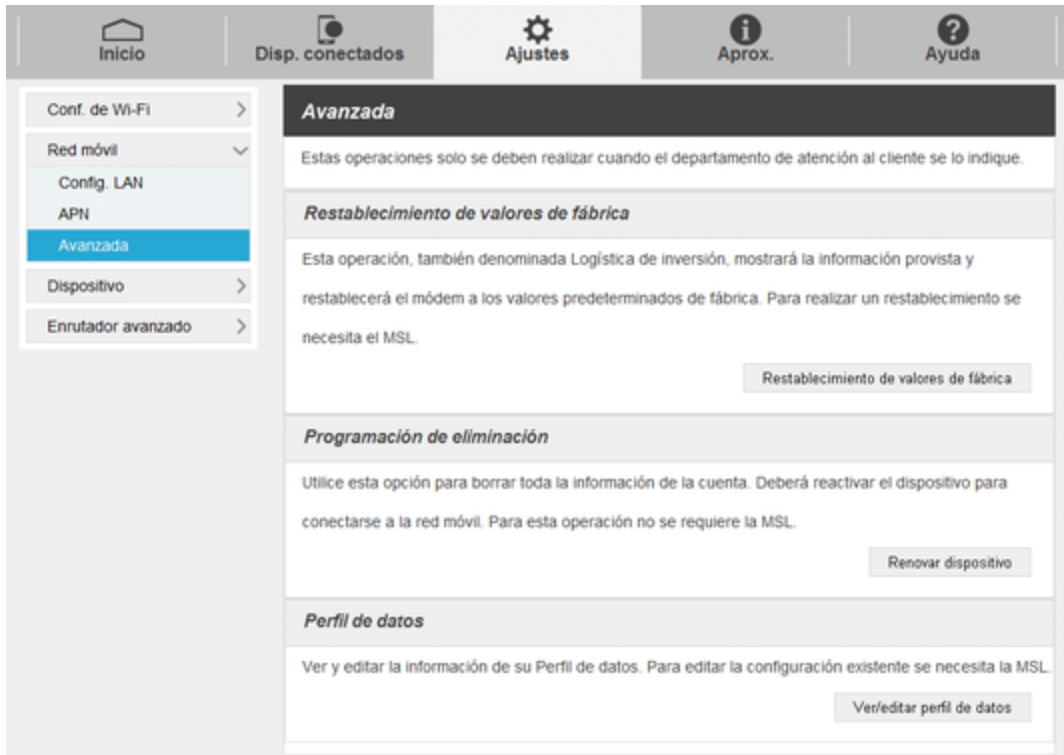 Inicio
Disp. conectados
Ajustes
Aprox.
Ayuda
Conf. de Wi-Fi
Red móvil
Config. LAN
APN
Avanzada
Dispositivo
Enrutador avanzado
Avanzada
Estas operaciones solo se deben realizar cuando el departamento de atención al cliente se lo indique.
Restablecimiento de valores de fábrica
Esta operación, también denominada Logística de inversión, mostrará la información provista y
restablecerá el módem a los valores predeterminados de fábrica. Para realizar un restablecimiento se
necesita el MSL.
Restablecimiento de valores de fábrica
Programación de eliminación
Utilice esta opción para borrar toda la información de la cuenta. Deberá reactivar el dispositivo para
conectarse a la red móvil. Para esta operación no se requiere la MSL.
Renovar dispositivo
Perfil de datos
Ver y editar la información de su Perfil de datos. Para editar la configuración existente se necesita la MSL.
Ver/editar perfil de datos